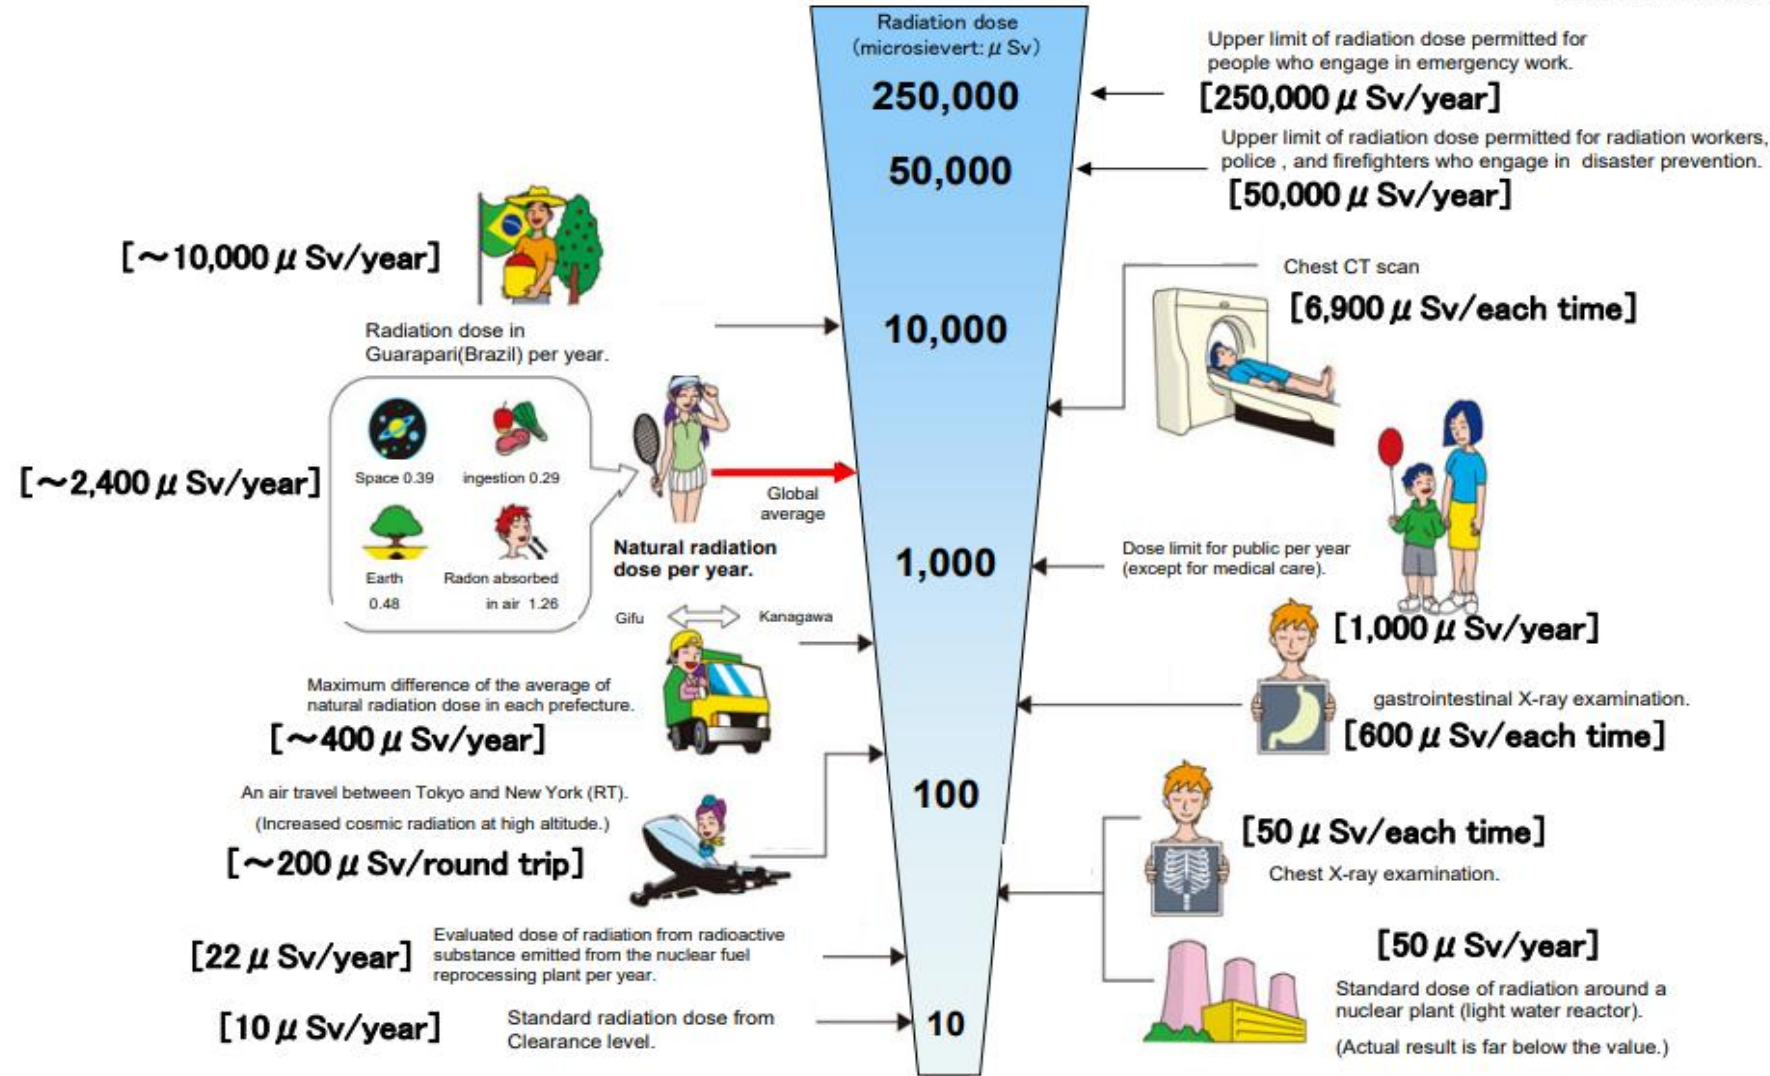 Radiation dose
(microsievert: μ Sv)
250,000
50,000
10,000
1,000
100
10
Upper limit of radiation dose permitted for
people who engage in emergency work.
[250,000 μ Sv/year]
Upper limit of radiation dose permitted for radiation workers,
police , and firefighters who engage in disaster prevention.
[50,000 μ Sv/year]
[~10,000 μ Sv/year]
Radiation dose in
Guarapari(Brazil) per year.
Chest CT scan
[6,900 μ Sv/each time]
[~2,400 μ Sv/year]
Space 0.39
ingestion 0.29
Earth
0.48
Radon absorbed
in air 1.26
Global
average
Natural radiation
dose per year.
Dose limit for public per year
(except for medical care).
[1,000 μ Sv/year]
Gifu
Kanagawa
Maximum difference of the average of
natural radiation dose in each prefecture.
[~400 μ Sv/year]
gastrointestinal X-ray examination.
[600 μ Sv/each time]
An air travel between Tokyo and New York (RT).
(Increased cosmic radiation at high altitude.)
[~200 μ Sv/round trip]
[50 μ Sv/each time]
Chest X-ray examination.
[22 μ Sv/year]
Evaluated dose of radiation from radioactive
substance emitted from the nuclear fuel
reprocessing plant per year.
[50 μ Sv/year]
Standard dose of radiation around a
nuclear plant (light water reactor).
(Actual result is far below the value.)
[10 μ Sv/year]
Standard radiation dose from
Clearance level.